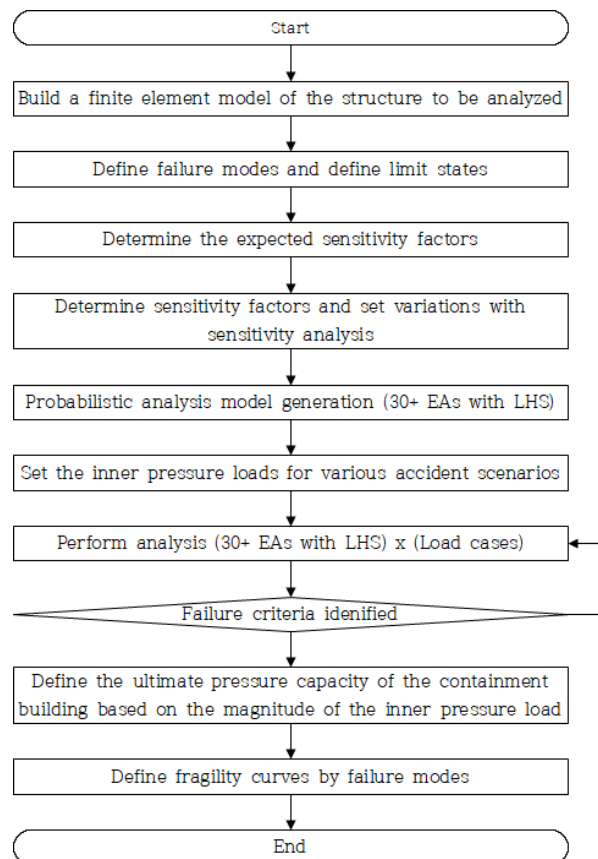 Start
Build a finite element model of the structure to be analyzed
Define failure modes and define limit states
Determine the expected sensitivity factors
Determine sensitivity factors and set variations with
sensitivity analysis
Probabilistic analysis model generation (30+ EAs with LHS)
Set the inner pressure loads for various accident scenarios
Perform analysis (30+ EAs with LHS) x (Load cases)
Failure criteria idenified
Define the ultimate pressure capacity of the containment
building based on the magnitude of the inner pressure load
Define fragility curves by failure modes
End